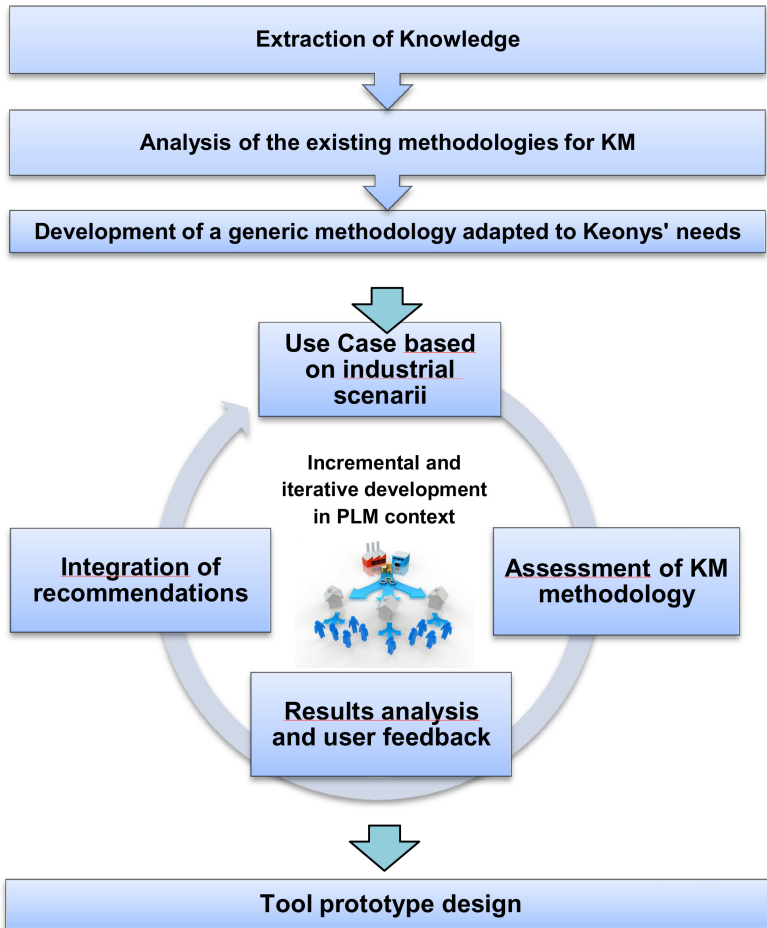 Extraction of Knowledge
Analysis of the existing methodologies for KM
Development of a generic methodology adapted to Keonys' needs
Use Case based
on industrial
scenarii
Incremental and
iterative development
in PLM context
Integration of
recommendations
Assessment of KM
methodology
Results analysis
and user feedback
Tool prototype design